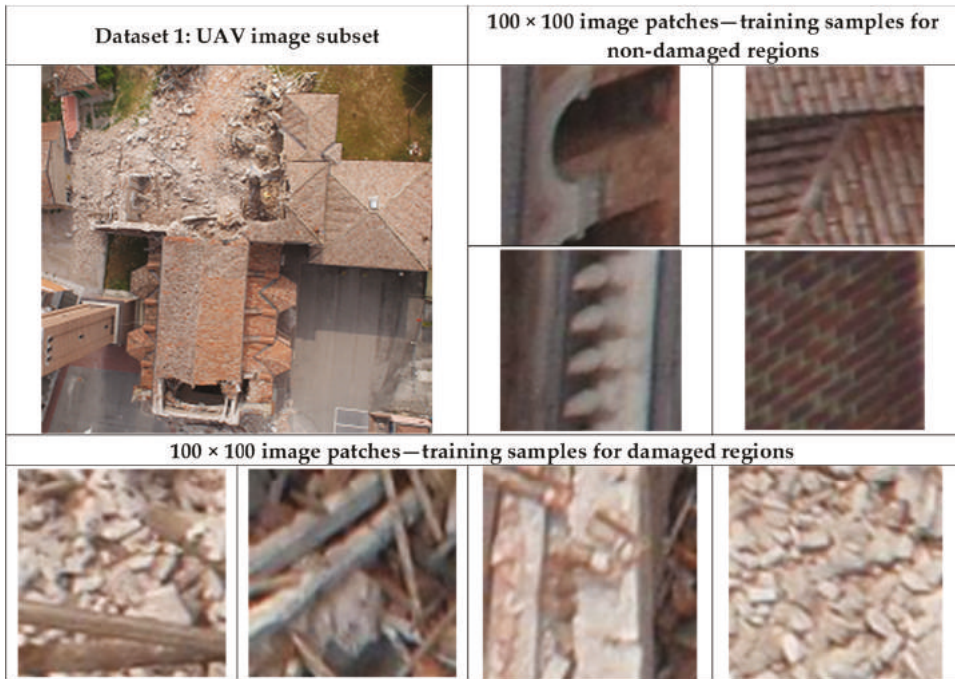 Dataset 1: UAV image subset
100 × 100 image patches—training samples for
non-damaged regions
100 × 100 image patches—training samples for damaged regions